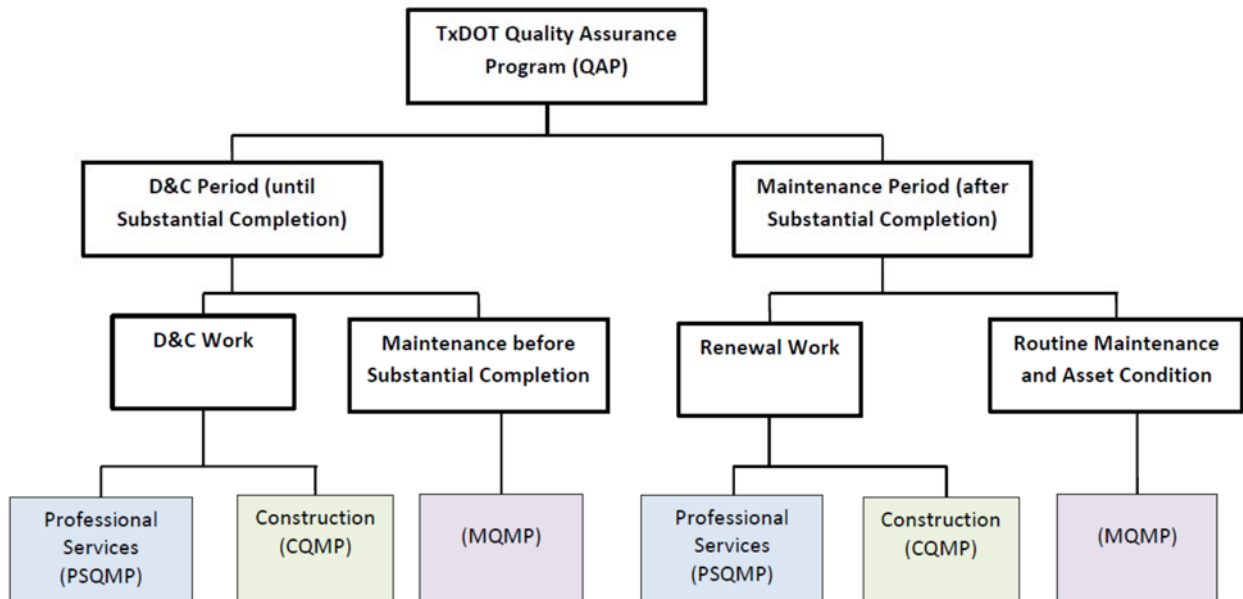 TxDOT Quality Assurance
Program (QAP)
D&C Period (until
Substantial Completion)
Maintenance Period (after
Substantial Completion)
D&C Work
Maintenance before
Substantial Completion
Renewal Work
Routine Maintenance
and Asset Condition
Professional
Services
(PSQMP)
Construction
(CQMP)
(MQMP)
Professional
Services
(PSQMP)
Construction
(CQMP)
(MQMP)